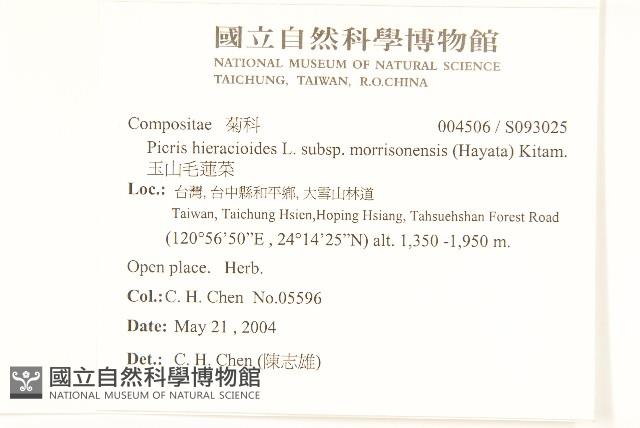 國立自然科學博物館
NATIONAL MUSEUM OF NATURAL SCIENCE
TAICHUNG, TAIWAN, R.O.CHINA
Compositae 菊科 004506 / S093025
Picris hieracioides L. subsp. morrisonensis (Hayata) Kitam.
玉山毛蓮菜
Loc.: 台灣, 台中縣和平鄉, 大雪山林道
Taiwan, Taichung Hsien,Hoping Hsiang, Tahsuehshan Forest Road
(120°56’50”E , 24°14’25”N) alt. 1,350 -1,950 m.
Open place. Herb.
Col.: C. H. Chen No.05596
Date: May 21 , 2004
Det.: C. H. Chen (陳志雄)
國立自然科學博物館
NATIONAL MUSEUM OF NATURAL SCIENCE